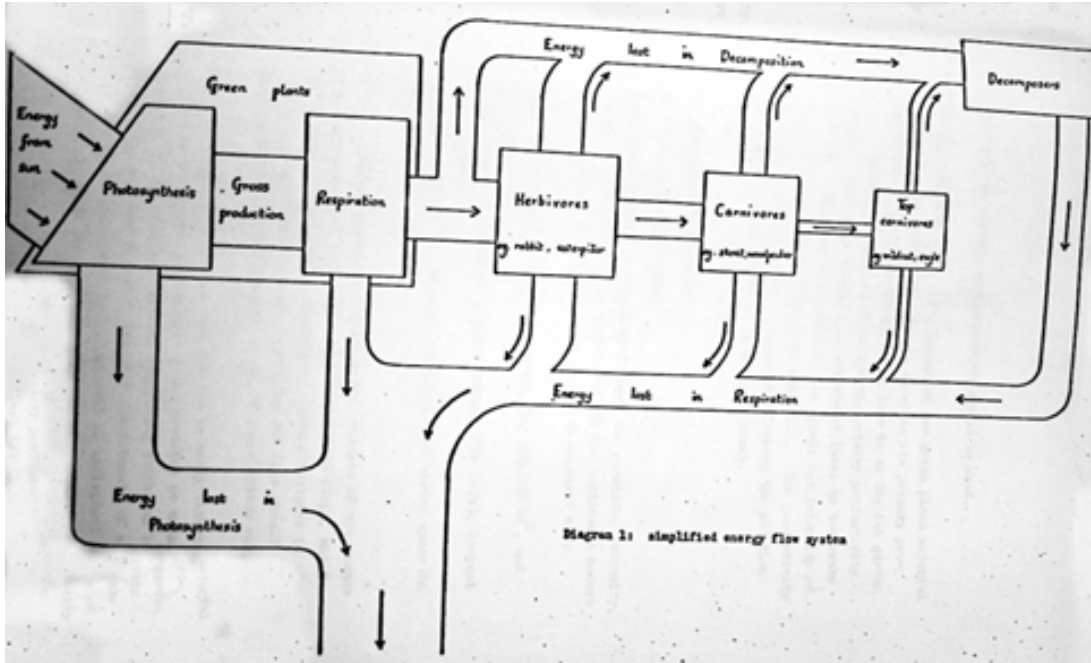 Energy lost in Decomposition
Decomposers
Green plants
Energy
from
sun
Photosynthesis
Gross
production
Respiration
Herbivores
eg. rabbit, caterpillar
Carnivores
eg. stoat, woodpecker
Top
carnivores
eg. wildcat, eagle
Energy lost in Respiration
Energy lost in
Photosynthesis
Diagram 1: simplified energy flow system